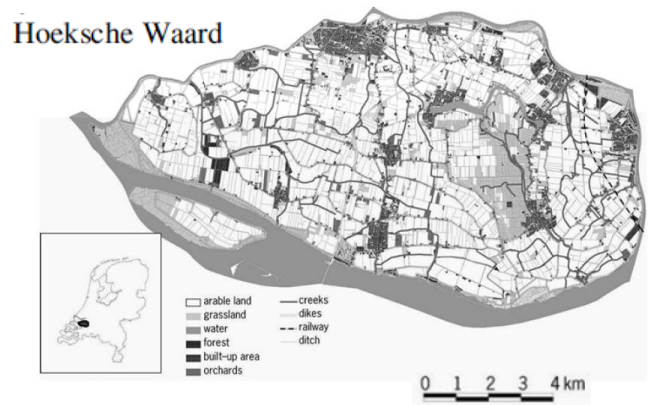 Hoeksche Waard
arable land
grassland
water
forest
built-up area
orchards
creeks
dikes
railway
ditch
0 1 2 3 4 km